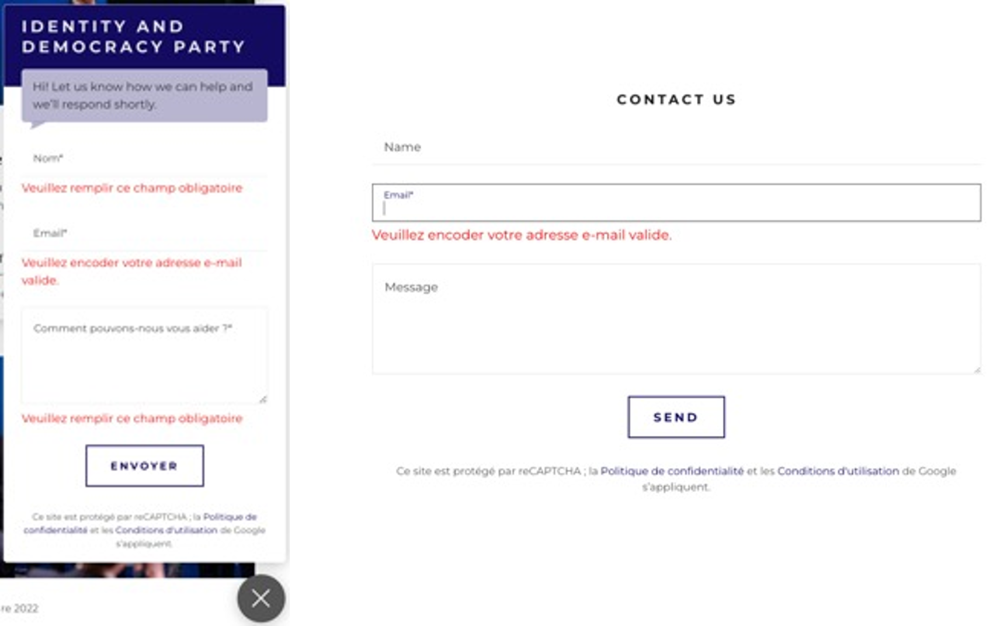 IDENTITY AND
DEMOCRACY PARTY
Hi! Let us know how we can help and
we'll respond shortly.
Nom*
Veuillez remplir ce champ obligatoire
Email*
Veuillez encoder votre adresse e-mail
valide.
Comment pouvons-nous vous aider ?*
Veuillez remplir ce champ obligatoire
ENVOYER
Ce site est protégé par reCAPTCHA ; la Politique de
confidentialité et les Conditions d'utilisation de Google
s'appliquent.
re 2022
CONTACT US
Name
Email*
Veuillez encoder votre adresse e-mail valide.
Message
SEND
Ce site est protégé par reCAPTCHA ; la Politique de confidentialité et les Conditions d'utilisation de Google
s'appliquent.